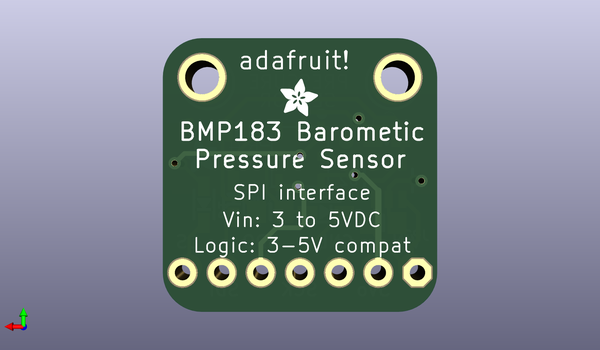 adafruit!
BMP183 Barometic
Pressure Sensor
SPI interface
Vin: 3 to 5VDC
Logic: 3-5V compat